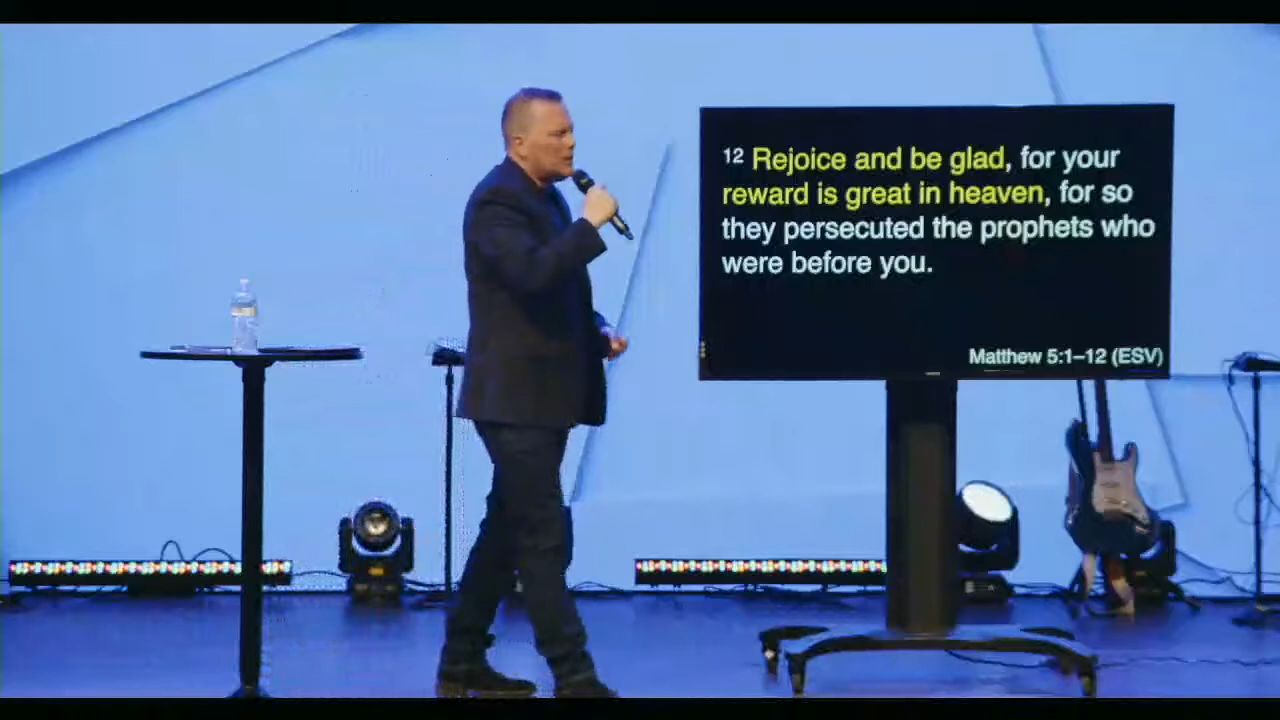 12 Rejoice and be glad, for your
reward is great in heaven, for so
they persecuted the prophets who
were before you.
Matthew 5:1–12 (ESV)